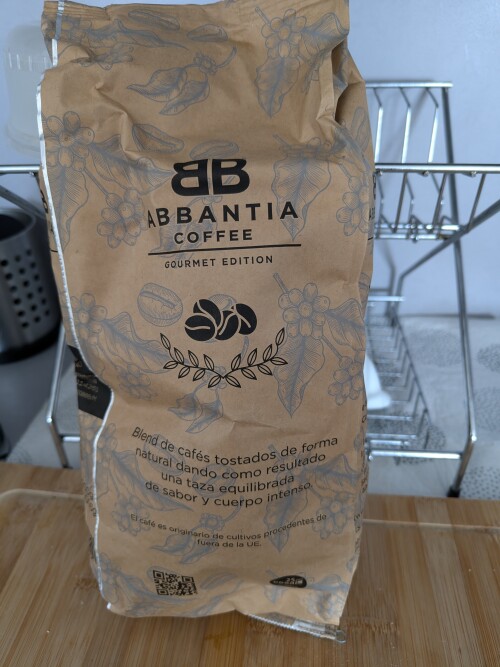 BB
ABBANTIA
COFFEE
GOURMET EDITION
Blend de cafés tostados de forma
natural dando como resultado
una taza equilibrada
de sabor y cuerpo intenso.
El café es originario de cultivos procedentes de
fuera de la UE.